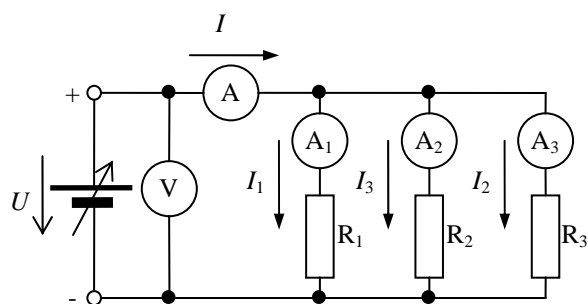 I
+ A
A₁ A₂ A₃
U V I₁ I₃ I₂
R₁ R₂ R₃
-